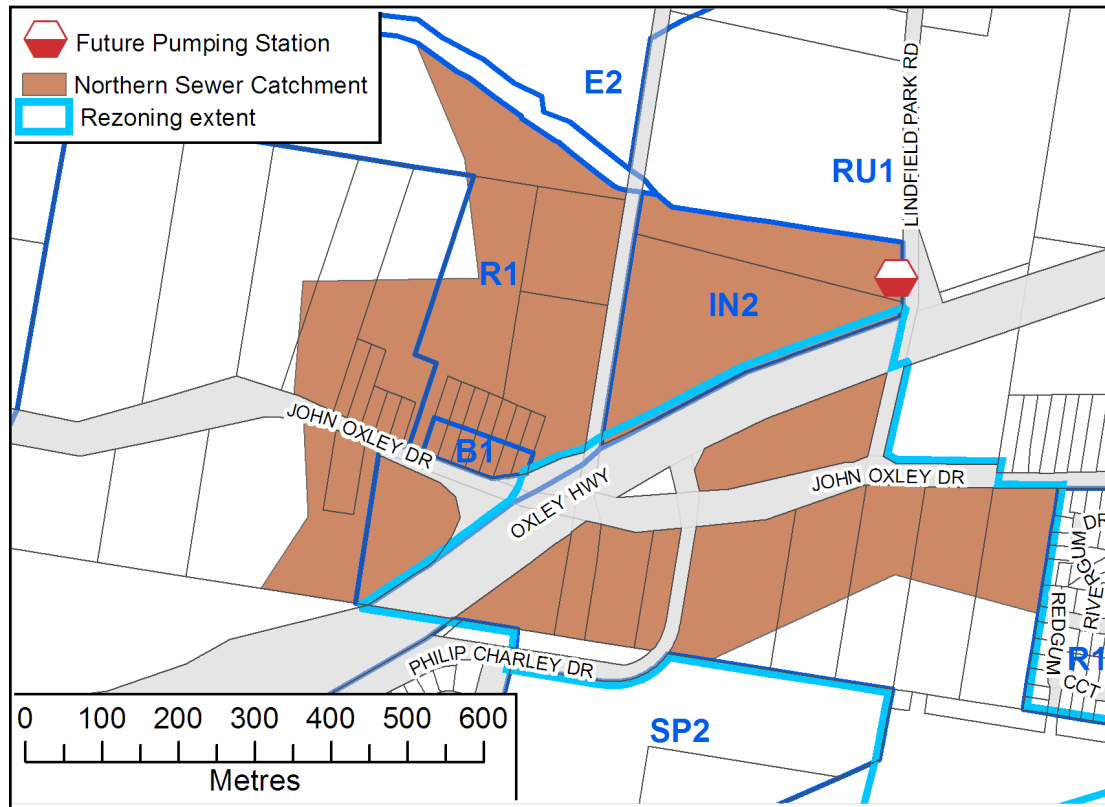 Future Pumping Station
Northern Sewer Catchment
Rezoning extent
E2
RU1
LINDFIELD PARK RD
R1
IN2
JOHN OXLEY DR
B1
OXLEY HWY
JOHN OXLEY DR
DR
RIVERGUM
REDGUM
CCT
R1
PHILIP CHARLEY DR
SP2
0 100 200 300 400 500 600
Metres